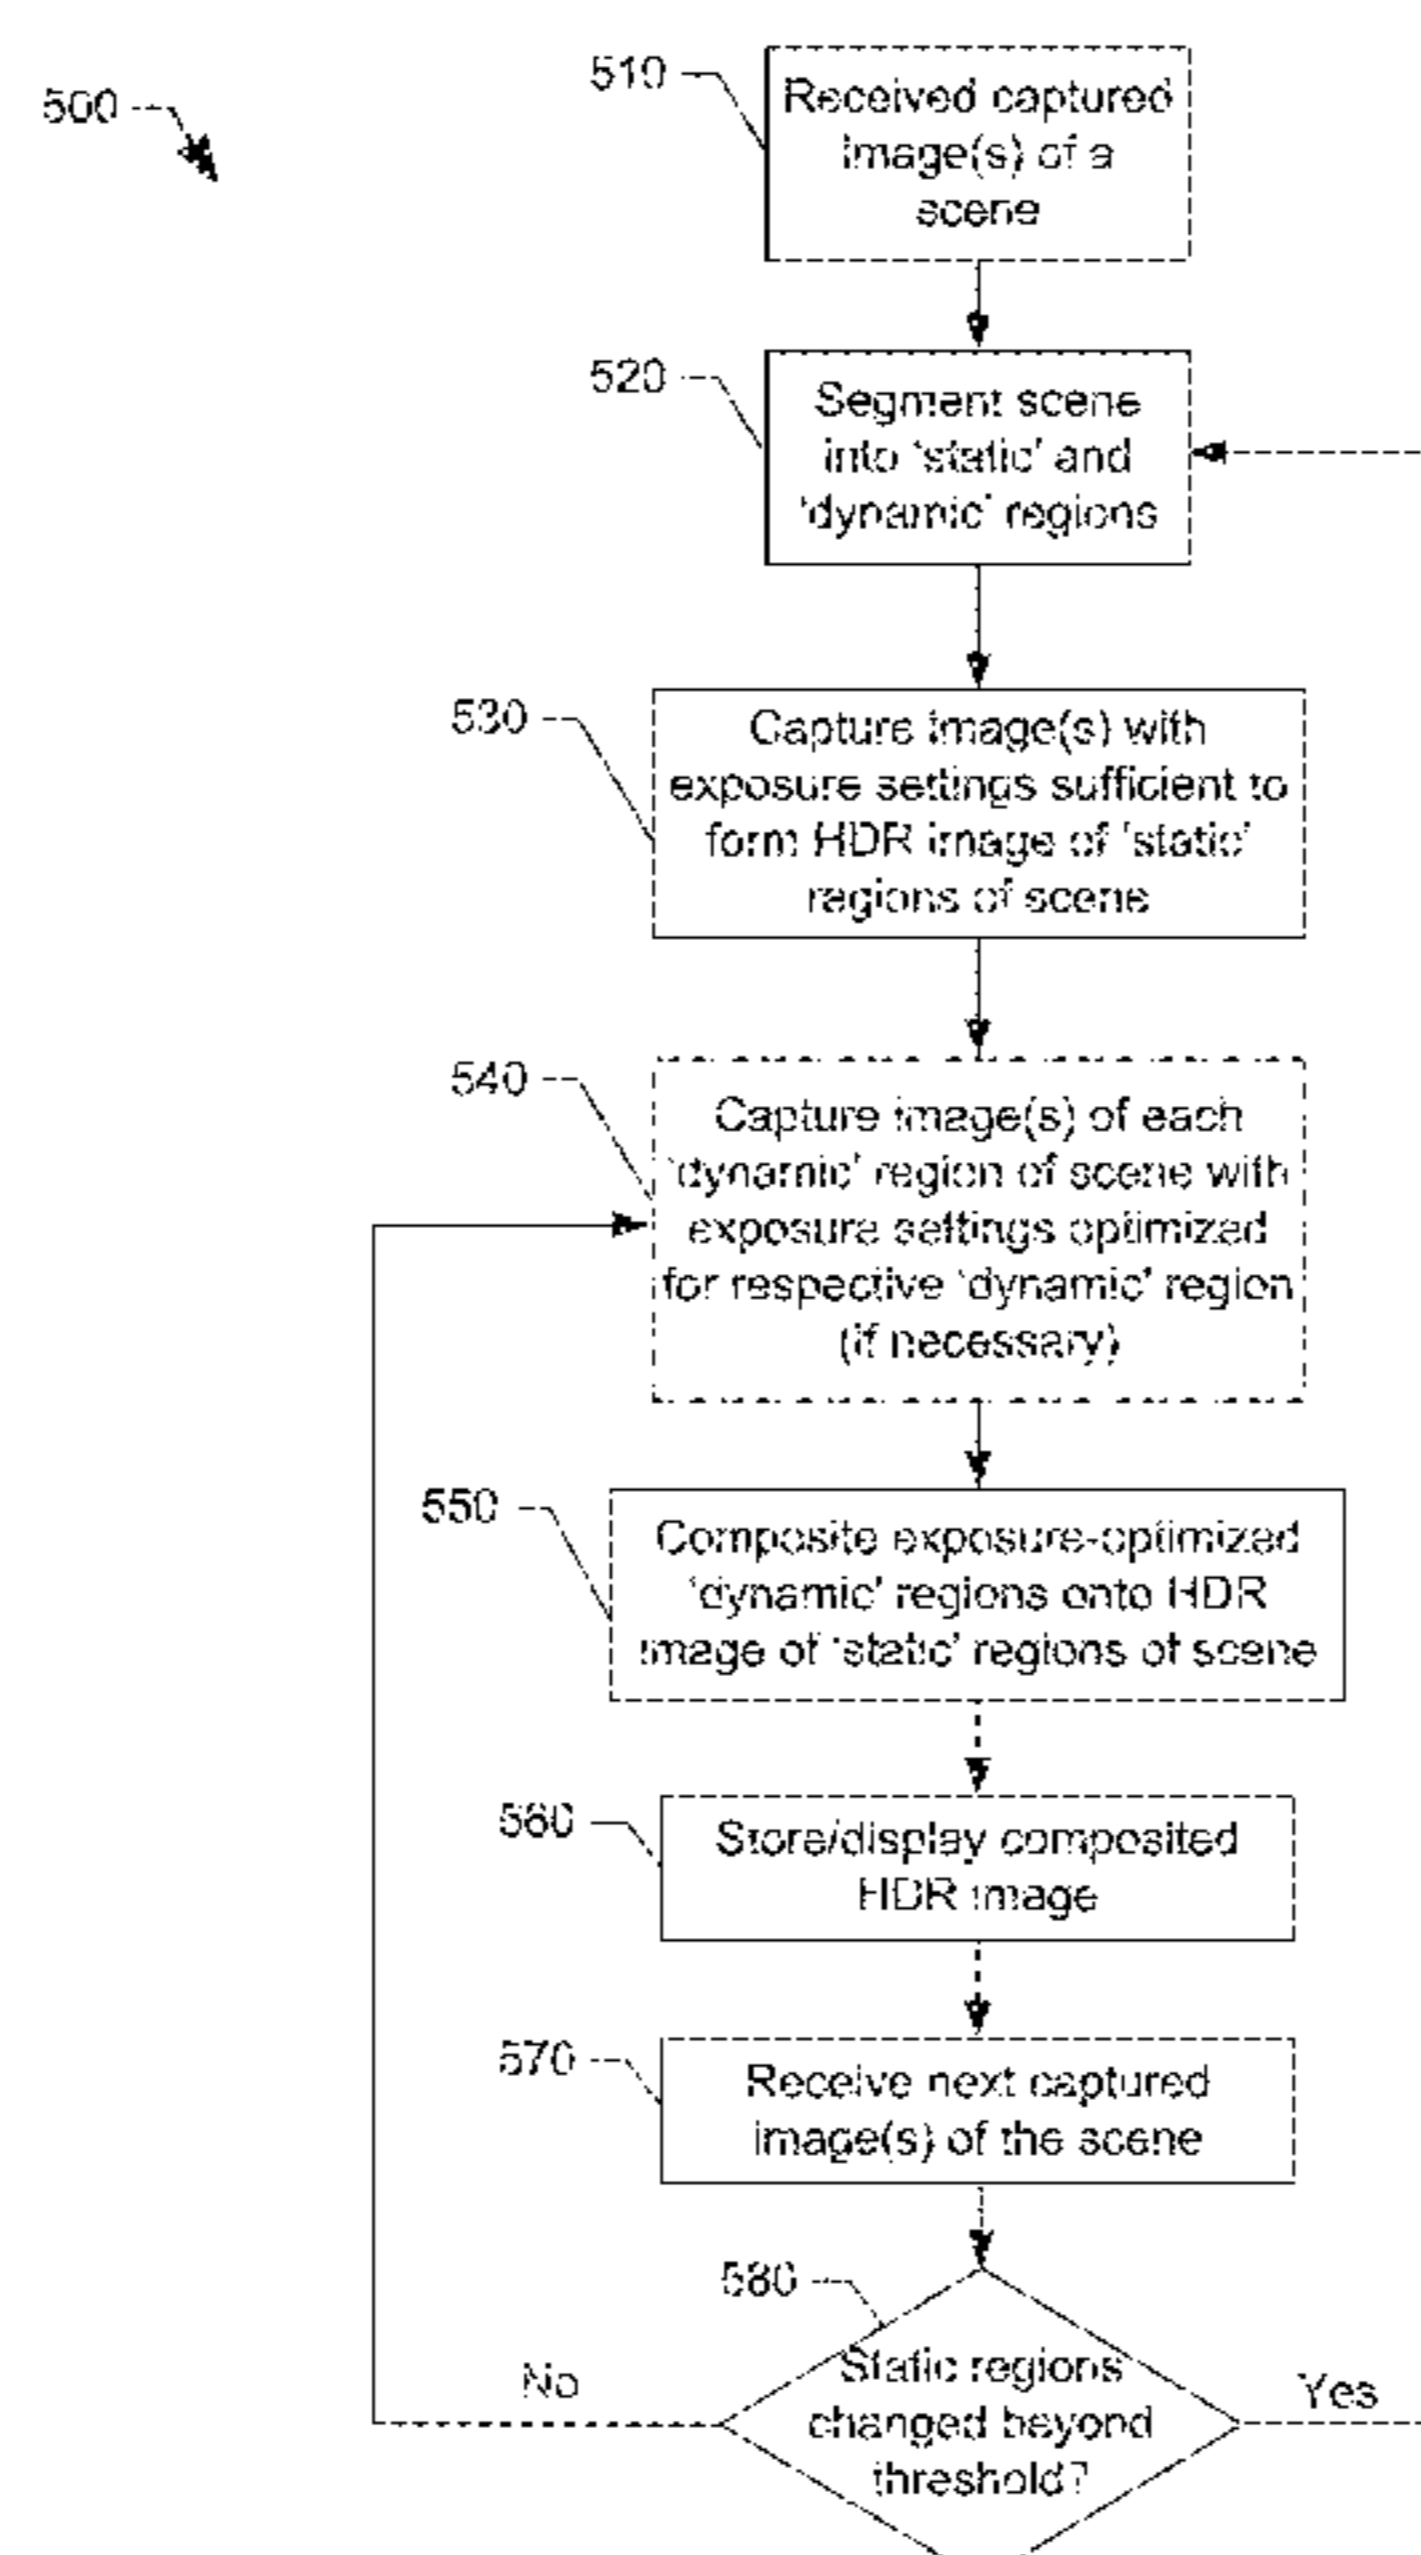 500
510
Received captured
image(s) of a
scene
520
Segment scene
into 'static' and
'dynamic' regions
530
Capture image(s) with
exposure settings sufficient to
form HDR image of 'static'
regions of scene
540
Capture image(s) of each
'dynamic' region of scene with
exposure settings optimized
for respective 'dynamic' region
(if necessary)
550
Composite exposure-optimized
'dynamic' regions onto HDR
image of 'static' regions of scene
560
Store/display composited
HDR image
570
Receive next captured
image(s) of the scene
580
No
Static regions
changed beyond
threshold?
Yes